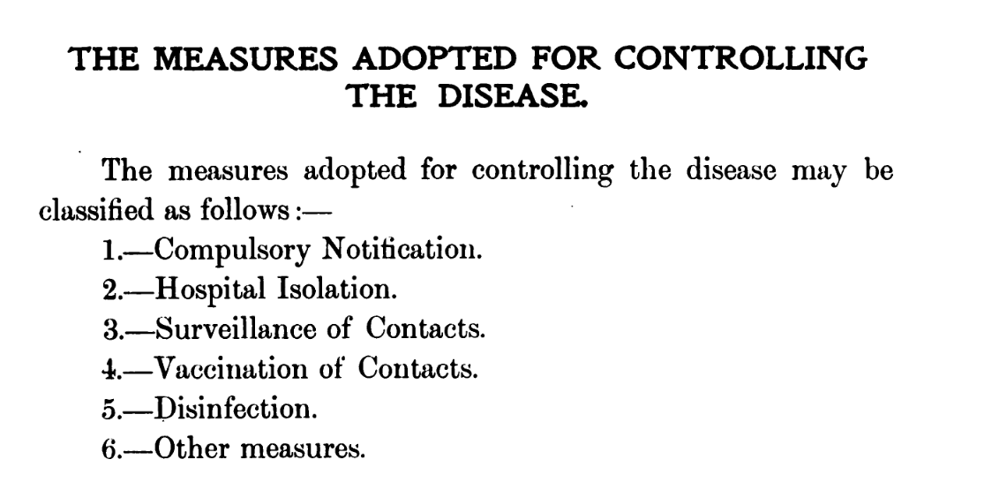 THE MEASURES ADOPTED FOR CONTROLLING
THE DISEASE.
The measures adopted for controlling the disease may be
classified as follows:—
1.—Compulsory Notification.
2.—Hospital Isolation.
3.—Surveillance of Contacts.
4.—Vaccination of Contacts.
5.—Disinfection.
6.—Other measures.